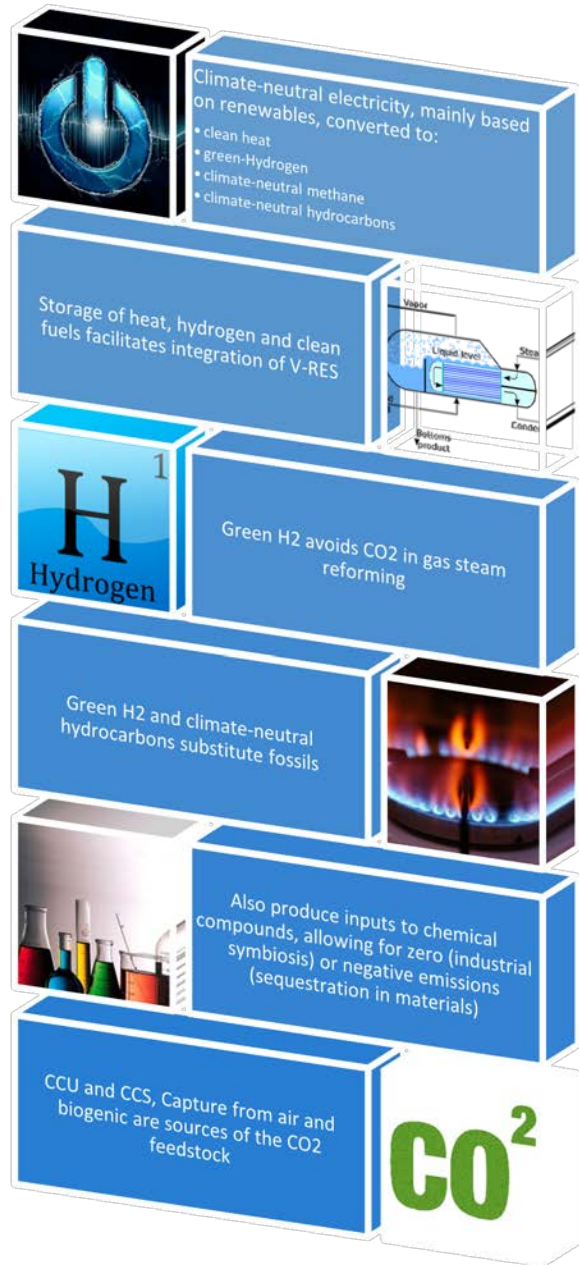 Climate-neutral electricity, mainly based
on renewables, converted to:
• clean heat
• green-Hydrogen
• climate-neutral methane
• climate-neutral hydrocarbons
Storage of heat, hydrogen and clean
fuels facilitates integration of V-RES
Vapor
Liquid level
Bottoms
product
1
H
Hydrogen
Green H2 avoids CO2 in gas steam
reforming
Green H2 and climate-neutral
hydrocarbons substitute fossils
Also produce inputs to chemical
compounds, allowing for zero (industrial
symbiosis) or negative emissions
(sequestration in materials)
CCU and CCS, Capture from air and
biogenic are sources of the CO2
feedstock
CO²